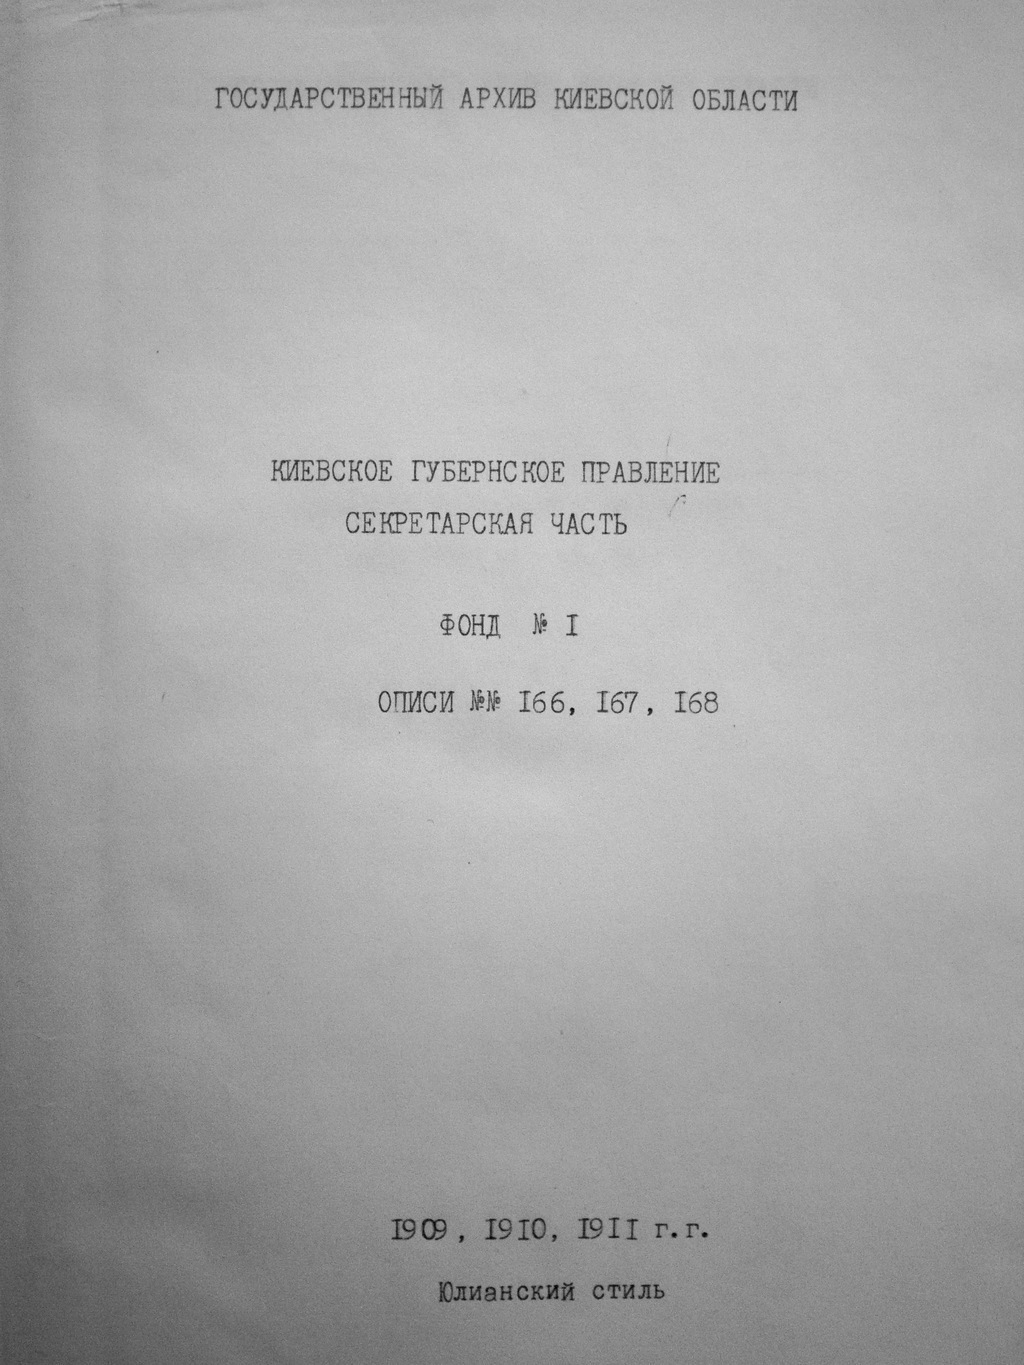 ГОСУДАРСТВЕННЫЙ АРХИВ КИЕВСКОЙ ОБЛАСТИ
КИЕВСКОЕ ГУБЕРНСКОЕ ПРАВЛЕНИЕ
СЕКРЕТАРСКАЯ ЧАСТЬ
ФОНД № I
ОПИСИ №№ I66, I67, I68
I909, I9I0, I9II г.г.
Юлианский стиль